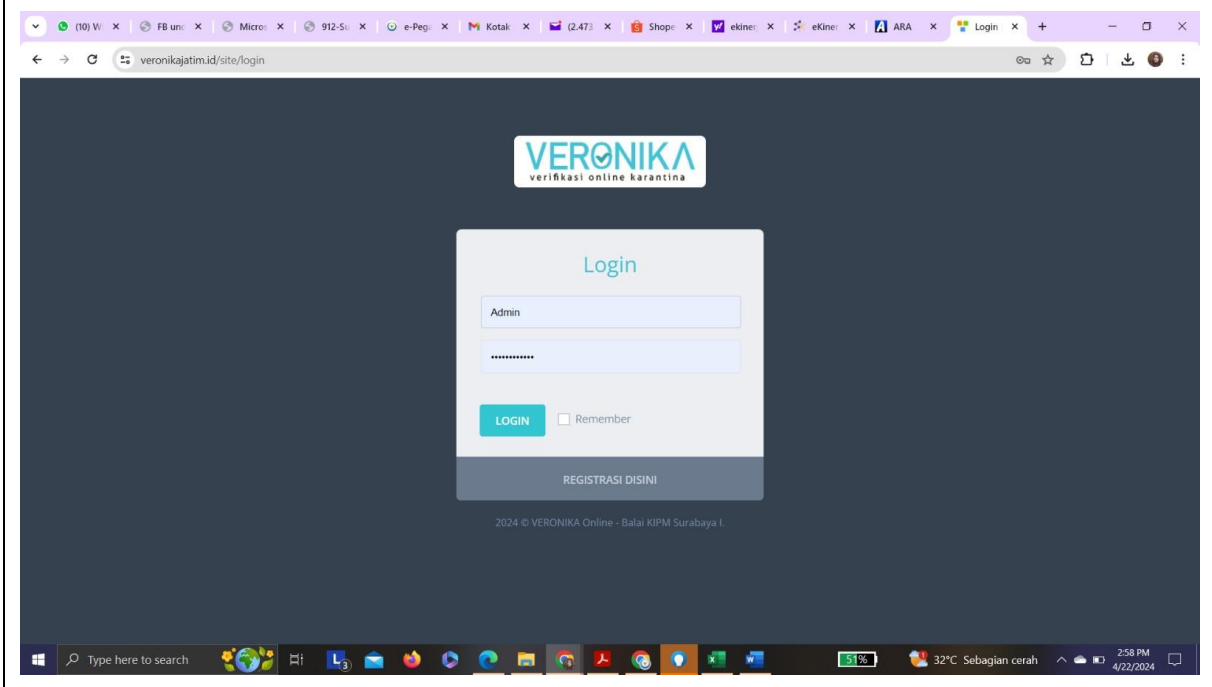 (10) W
FB unc
Micros
912-Su
e-Pega
Kotak
(2.473
Shope
ekiner
eKiner
ARA
Login
veronikajatim.id/site/login
VERONIKA
verifikasi online karantina
Login
Admin
••••••••••••
LOGIN
Remember
REGISTRASI DISINI
2024 © VERONIKA Online - Balai KIPM Surabaya I.
Type here to search
51%
32°C Sebagian cerah
2:58 PM
4/22/2024